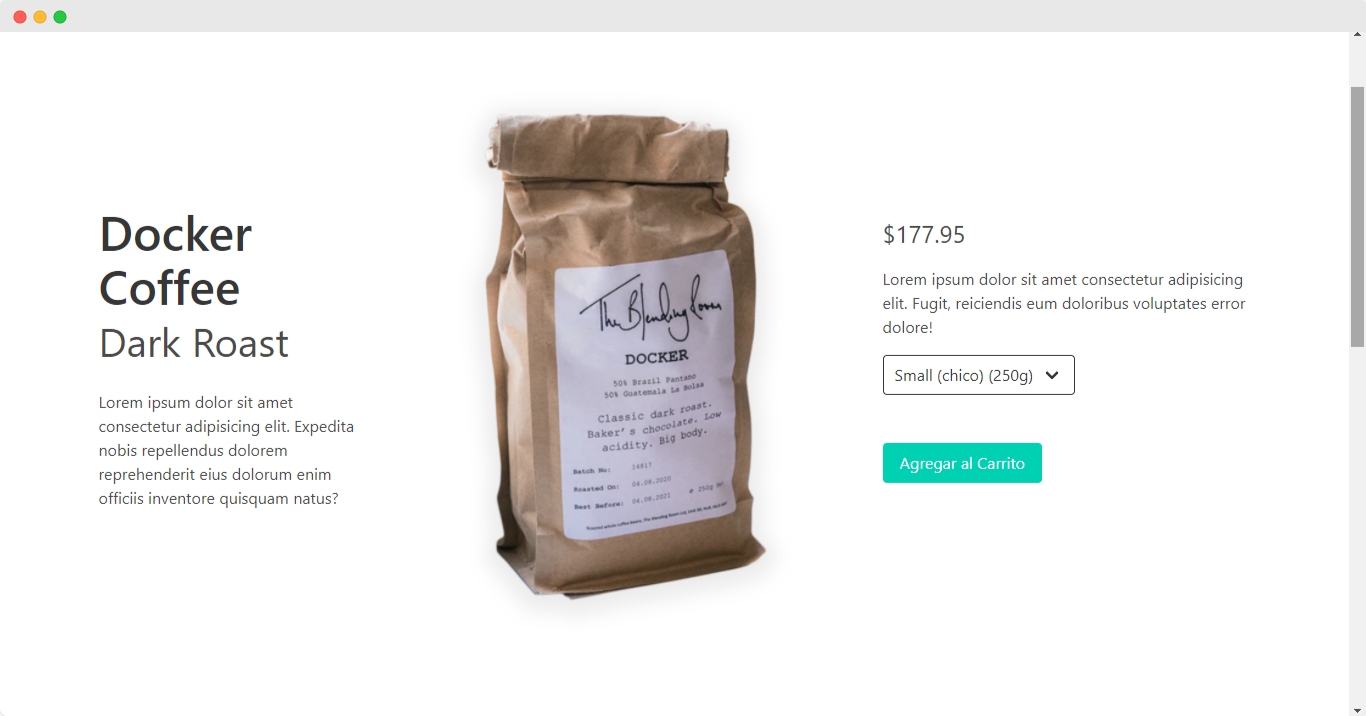 Docker
Coffee
Dark Roast
Lorem ipsum dolor sit amet
consectetur adipisicing elit. Expedita
nobis repellendus dolorem
reprehenderit eius dolorum enim
officiis inventore quisquam natus?
The Blending Room
DOCKER
50% Brazil Pantano
50% Guatemala La Bolsa
Classic dark roast.
Baker's chocolate. Low
acidity. Big body.
Batch No: 14817
Roasted On: 04.08.2020
Best Before: 04.08.2021
e 250g
$177.95
Lorem ipsum dolor sit amet consectetur adipisicing
elit. Fugit, reiciendis eum doloribus voluptates error
dolore!
Small (chico) (250g)
Agregar al Carrito